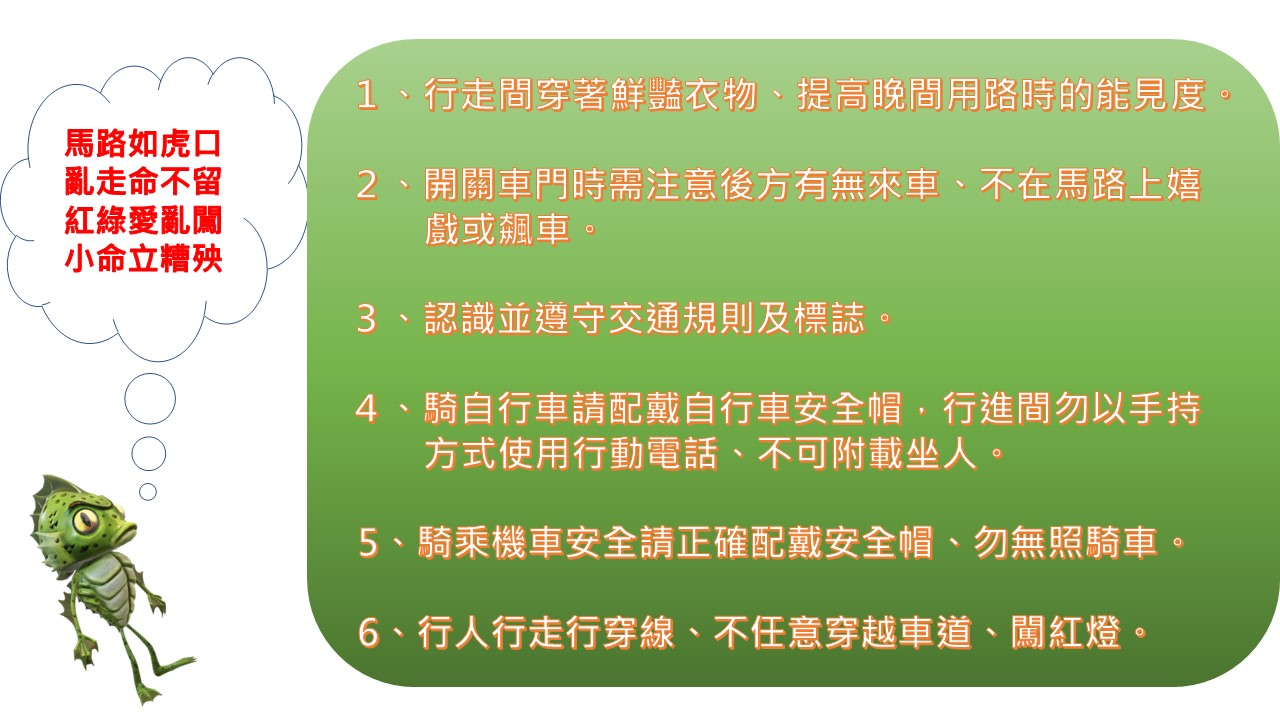 馬路如虎口
亂走命不留
紅綠愛亂闖
小命立糟殃
1、行走間穿著鮮豔衣物、提高晚間用路時的能見度。
2、開關車門時需注意後方有無來車、不在馬路上嬉
戲或飆車。
3、認識並遵守交通規則及標誌。
4、騎自行車請配戴自行車安全帽，行進間勿以手持
方式使用行動電話、不可附載坐人。
5、騎乘機車安全請正確配戴安全帽、勿無照騎車。
6、行人行走行穿線、不任意穿越車道、闖紅燈。